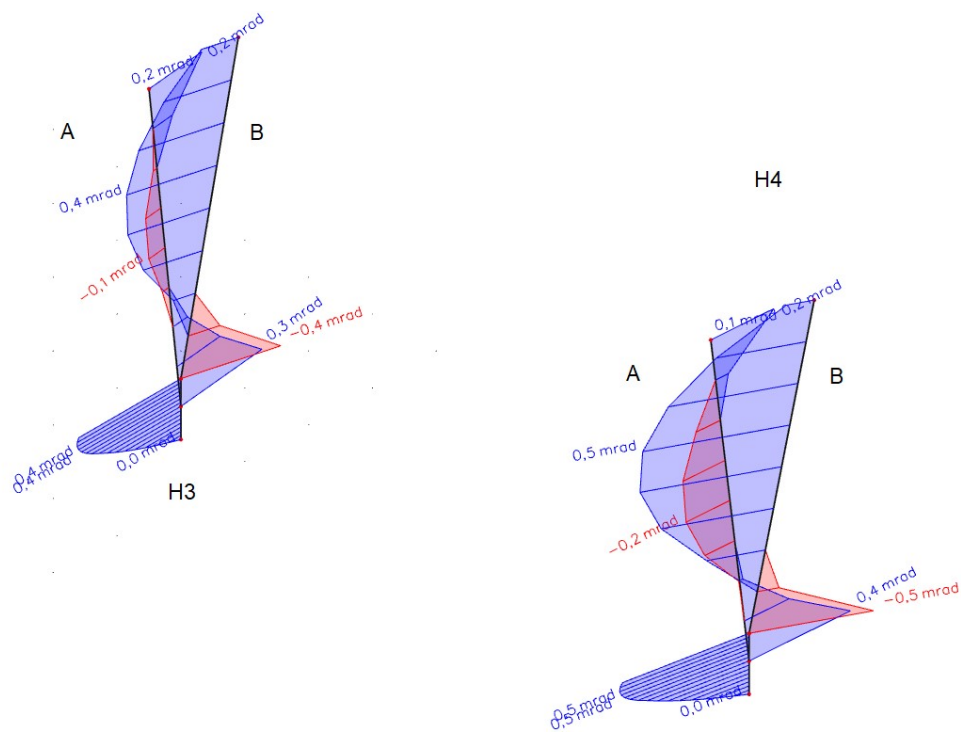 0,2 mrad
0,2 mrad
A
B
0,4 mrad
−0,1 mrad
0,3 mrad
−0,4 mrad
0,4 mrad
0,4 mrad
0,0 mrad
H3
H4
0,1 mrad
0,2 mrad
A
B
0,5 mrad
−0,2 mrad
0,4 mrad
−0,5 mrad
0,5 mrad
0,5 mrad
0,0 mrad